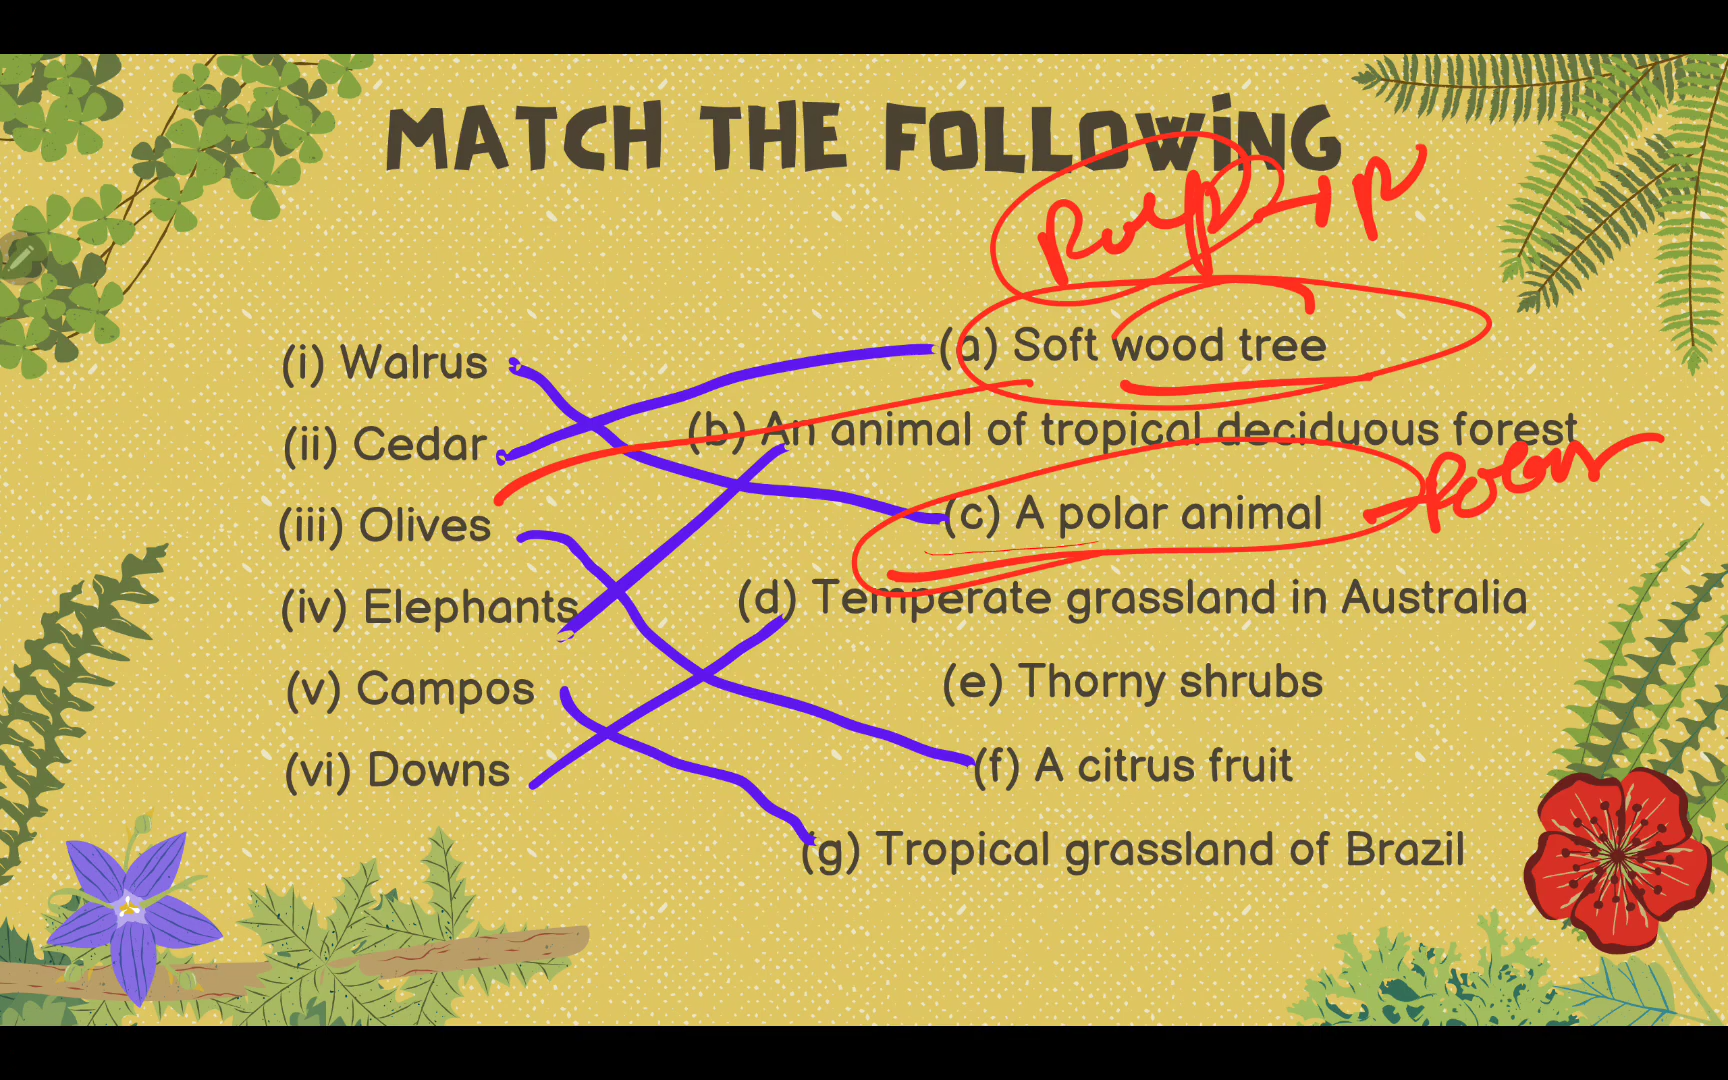 MATCH THE FOLLOWING
(i) Walrus
(ii) Cedar
(iii) Olives
(iv) Elephants
(v) Campos
(vi) Downs
(a) Soft wood tree
(b) An animal of tropical deciduous forest
(c) A polar animal
(d) Temperate grassland in Australia
(e) Thorny shrubs
(f) A citrus fruit
(g) Tropical grassland of Brazil